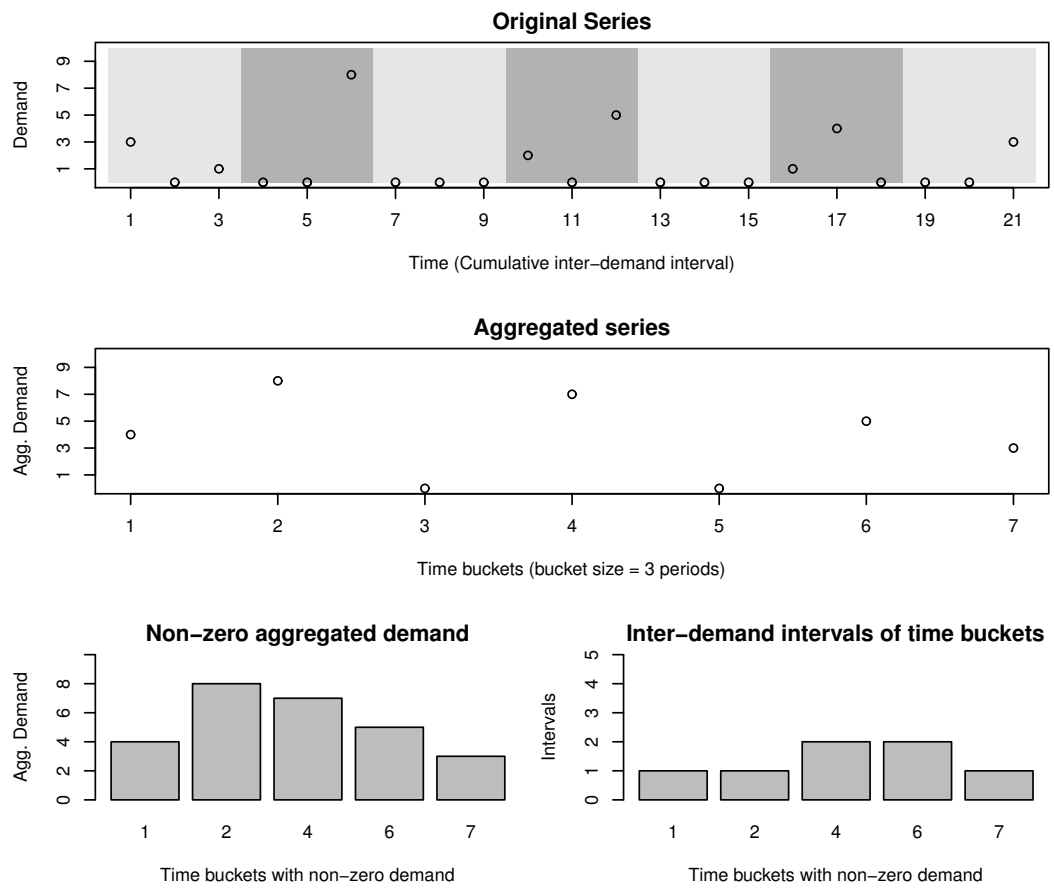 Original Series
Demand
9
7
5
3
1
1 3 5 7 9 11 13 15 17 19 21
Time (Cumulative inter−demand interval)
Aggregated series
Agg. Demand
9
7
5
3
1
1 2 3 4 5 6 7
Time buckets (bucket size = 3 periods)
Non−zero aggregated demand
Agg. Demand
8
6
4
2
0
1 2 4 6 7
Time buckets with non−zero demand
Inter−demand intervals of time buckets
Intervals
5
4
3
2
1
0
1 2 4 6 7
Time buckets with non−zero demand